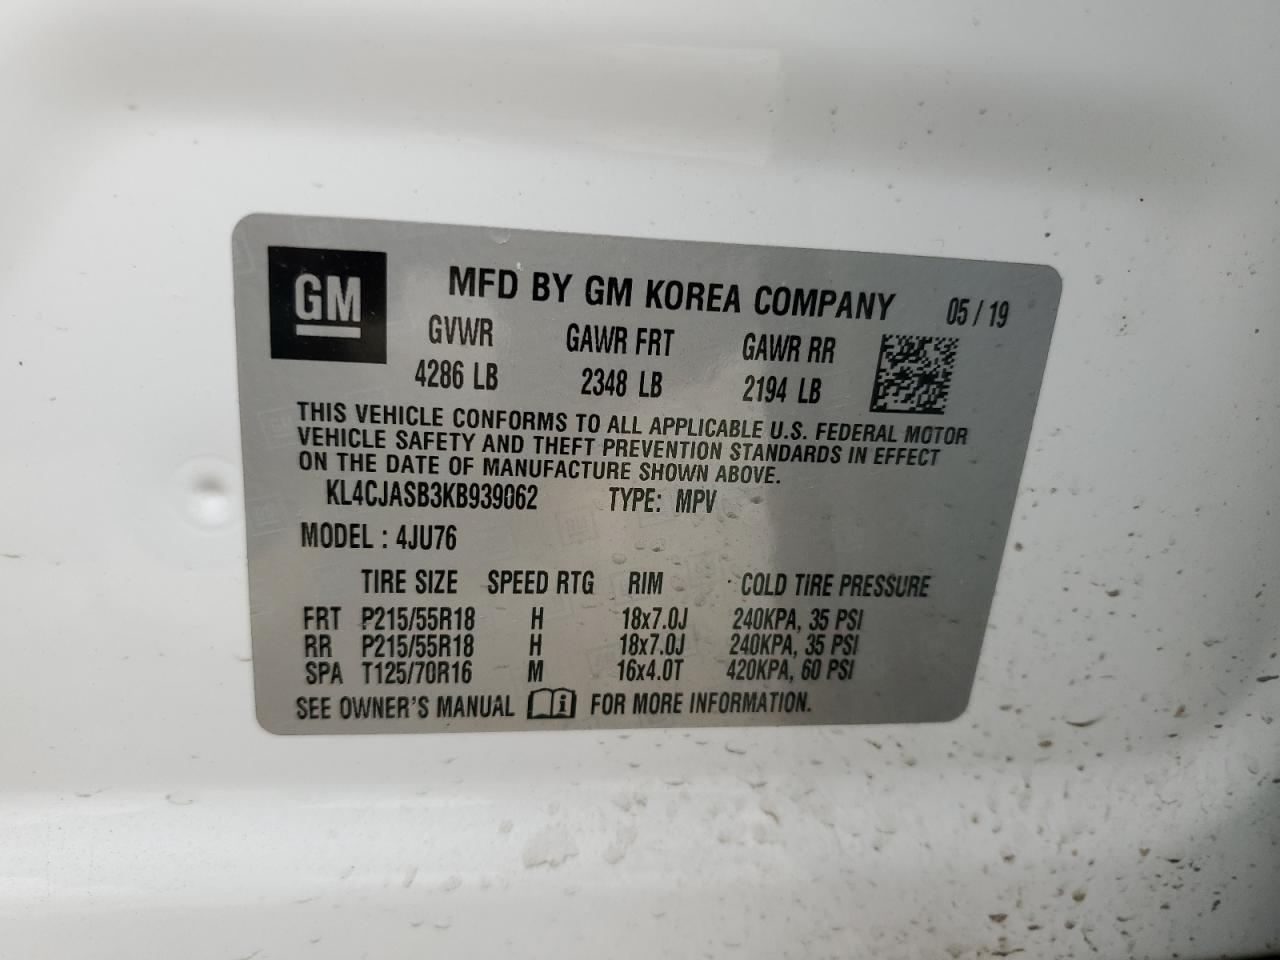 GM
MFD BY GM KOREA COMPANY 05 / 19
GVWR GAWR FRT GAWR RR
4286 LB 2348 LB 2194 LB
THIS VEHICLE CONFORMS TO ALL APPLICABLE U.S. FEDERAL MOTOR
VEHICLE SAFETY AND THEFT PREVENTION STANDARDS IN EFFECT
ON THE DATE OF MANUFACTURE SHOWN ABOVE.
KL4CJASB3KB939062 TYPE: MPV
MODEL : 4JU76
TIRE SIZE SPEED RTG RIM COLD TIRE PRESSURE
FRT P215/55R18 H 18x7.0J 240KPA, 35 PSI
RR P215/55R18 H 18x7.0J 240KPA, 35 PSI
SPA T125/70R16 M 16x4.0T 420KPA, 60 PSI
SEE OWNER'S MANUAL i FOR MORE INFORMATION.